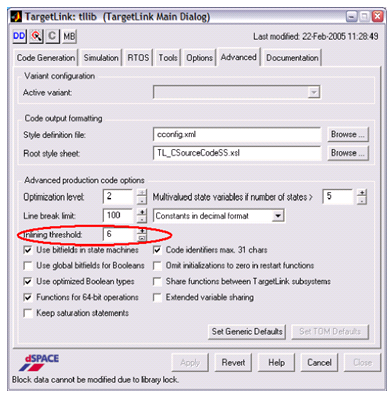 TargetLink: tllib (TargetLink Main Dialog)
DD C MB Last modified: 22-Feb-2005 11:28:49
Code Generation Simulation RTOS Tools Options Advanced Documentation
Variant configuration
Active variant:
Code output formatting
Style definition file: cconfig.xml Browse...
Root style sheet: TL_CSourceCodeSS.xsl Browse...
Advanced production code options
Optimization level: 2 Multivalued state variables if number of states > 5
Line break limit: 100 Constants in decimal format
Inlining threshold: 6
Use bitfields in state machines Code identifiers max. 31 chars
Use global bitfields for Booleans Omit initializations to zero in restart functions
Use optimized Boolean types Share functions between TargetLink subsystems
Functions for 64-bit operations Extended variable sharing
Keep saturation statements
Set Generic Defaults Set TOM Defaults
dSPACE Apply Revert Help Cancel Close
Block data cannot be modified due to library lock.